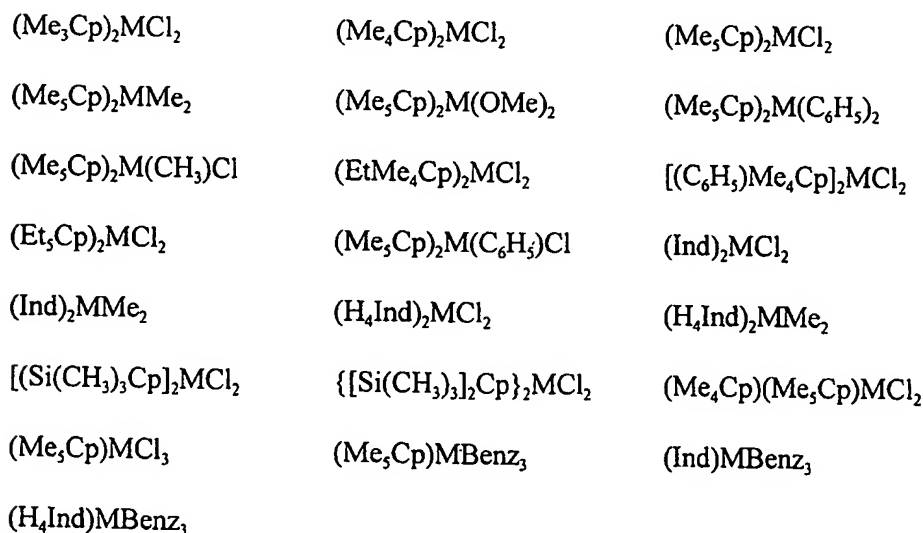 (Me₃Cp)₂MCl₂ (Me₄Cp)₂MCl₂ (Me₅Cp)₂MCl₂
(Me₅Cp)₂MMe₂ (Me₅Cp)₂M(OMe)₂ (Me₅Cp)₂M(C₆H₅)₂
(Me₅Cp)₂M(CH₃)Cl (EtMe₄Cp)₂MCl₂ [(C₆H₅)Me₄Cp]₂MCl₂
(Et₅Cp)₂MCl₂ (Me₅Cp)₂M(C₆H₅)Cl (Ind)₂MCl₂
(Ind)₂MMe₂ (H₄Ind)₂MCl₂ (H₄Ind)₂MMe₂
[(Si(CH₃)₃Cp]₂MCl₂ {[Si(CH₃)₃]₂Cp}₂MCl₂ (Me₄Cp)(Me₅Cp)MCl₂
(Me₅Cp)MCl₃ (Me₅Cp)MBenz₃ (Ind)MBenz₃
(H₄Ind)MBenz₃